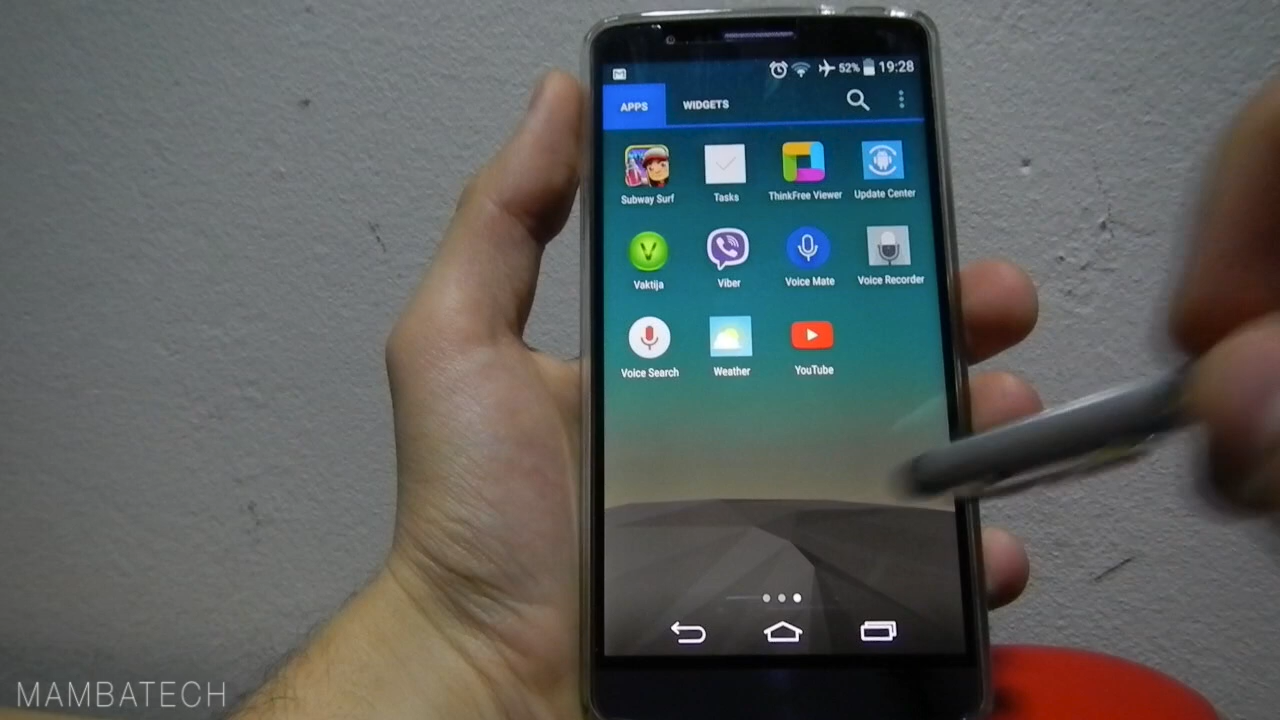 52% 19:28
APPS WIDGETS
Subway Surf Tasks ThinkFree Viewer Update Center
Vaktija Viber Voice Mate Voice Recorder
Voice Search Weather YouTube
MAMBATECH